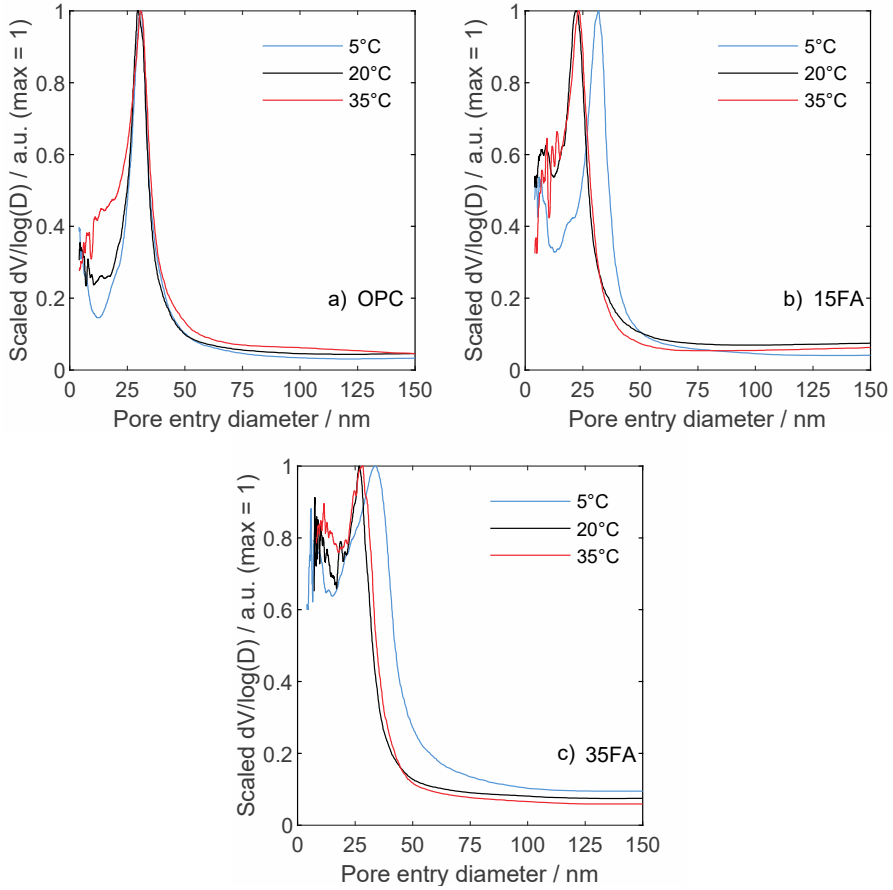 Scaled dV/log(D) / a.u. (max = 1)
1
0.8
0.6
0.4
0.2
0
5°C
20°C
35°C
a) OPC
0 25 50 75 100 125 150
Pore entry diameter / nm
Scaled dV/log(D) / a.u. (max = 1)
1
0.8
0.6
0.4
0.2
0
5°C
20°C
35°C
b) 15FA
0 25 50 75 100 125 150
Pore entry diameter / nm
Scaled dV/log(D) / a.u. (max = 1)
1
0.8
0.6
0.4
0.2
0
5°C
20°C
35°C
c) 35FA
0 25 50 75 100 125 150
Pore entry diameter / nm